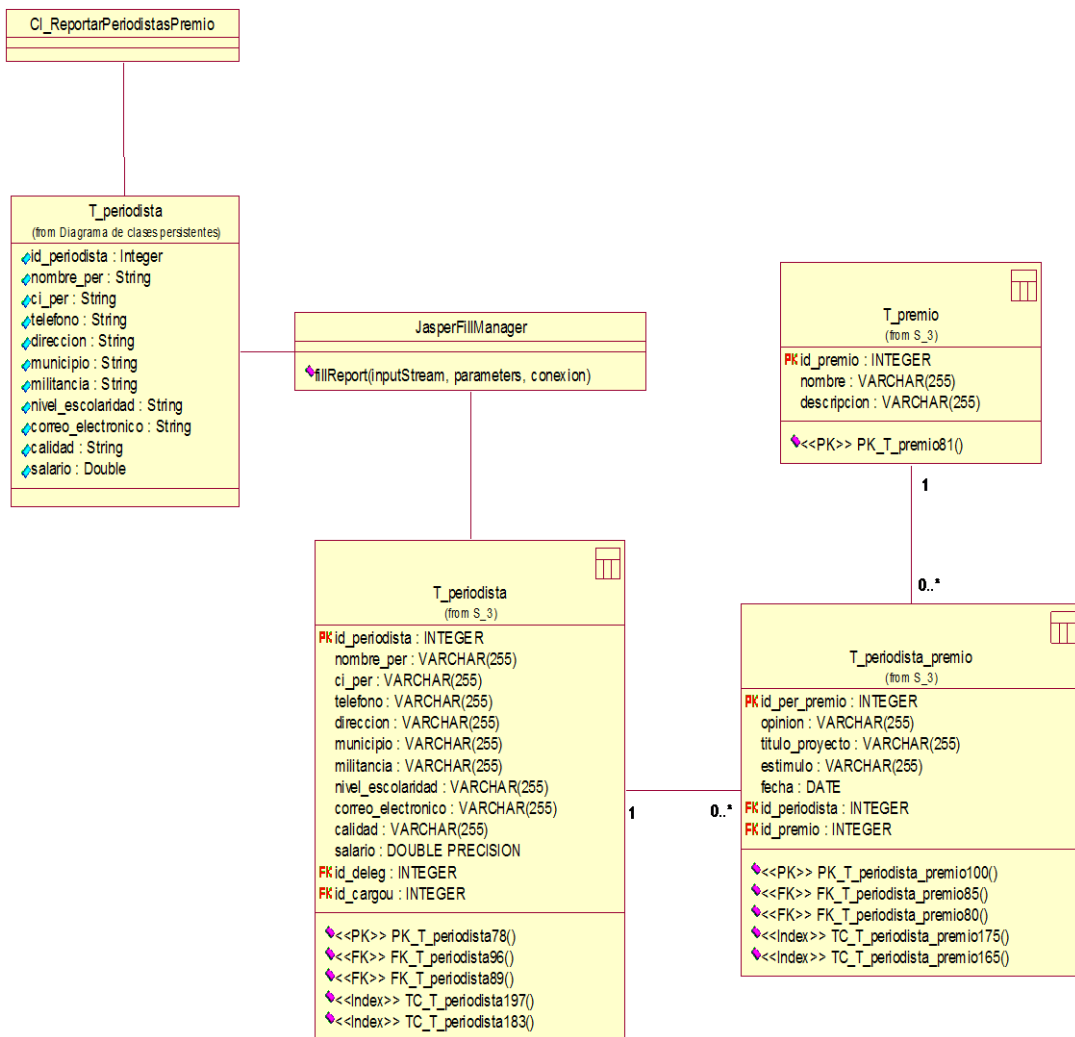 CI_ReportarPeriodistasPremio
T_periodista
(from Diagrama de clases persistentes)
id_periodista : Integer
nombre_per : String
ci_per : String
telefono : String
direccion : String
municipio : String
militancia : String
nivel_escolaridad : String
correo_electronico : String
calidad : String
salario : Double
JasperFillManager
fillReport(inputStream, parameters, conexion)
T_premio
(from S_3)
PK id_premio : INTEGER
nombre : VARCHAR(255)
descripcion : VARCHAR(255)
<<PK>> PK_T_premio81()
1
0..*
T_periodista
(from S_3)
PK id_periodista : INTEGER
nombre_per : VARCHAR(255)
ci_per : VARCHAR(255)
telefono : VARCHAR(255)
direccion : VARCHAR(255)
municipio : VARCHAR(255)
militancia : VARCHAR(255)
nivel_escolaridad : VARCHAR(255)
correo_electronico : VARCHAR(255)
calidad : VARCHAR(255)
salario : DOUBLE PRECISION
FK id_deleg : INTEGER
FK id_cargou : INTEGER
<<PK>> PK_T_periodista78()
<<FK>> FK_T_periodista96()
<<FK>> FK_T_periodista89()
<<Index>> TC_T_periodista197()
<<Index>> TC_T_periodista183()
1
0..*
T_periodista_premio
(from S_3)
PK id_per_premio : INTEGER
opinion : VARCHAR(255)
titulo_proyecto : VARCHAR(255)
estimulo : VARCHAR(255)
fecha : DATE
FK id_periodista : INTEGER
FK id_premio : INTEGER
<<PK>> PK_T_periodista_premio100()
<<FK>> FK_T_periodista_premio85()
<<FK>> FK_T_periodista_premio80()
<<Index>> TC_T_periodista_premio175()
<<Index>> TC_T_periodista_premio165()